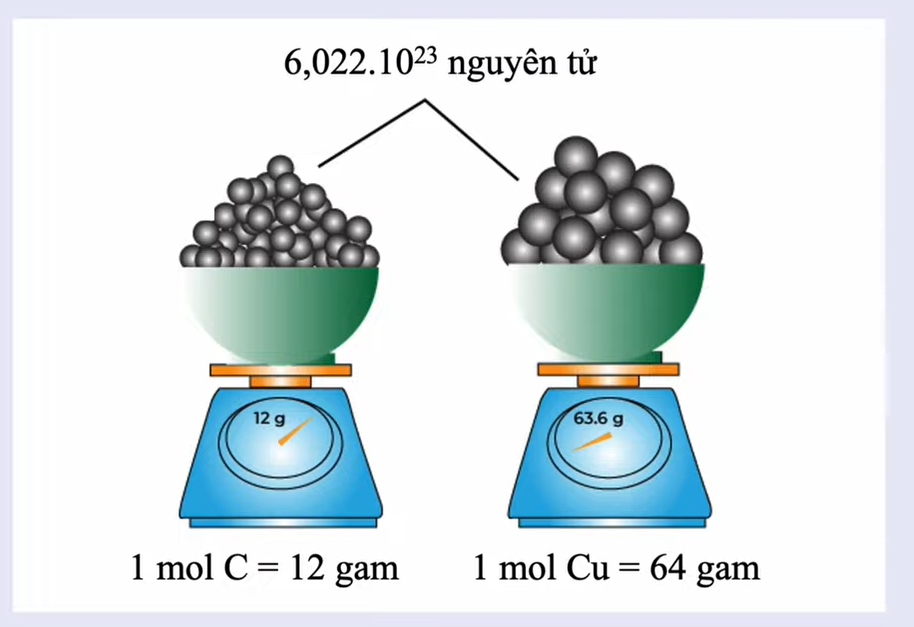 6,022.10²³ nguyên tử
12 g
63.6 g
1 mol C = 12 gam
1 mol Cu = 64 gam